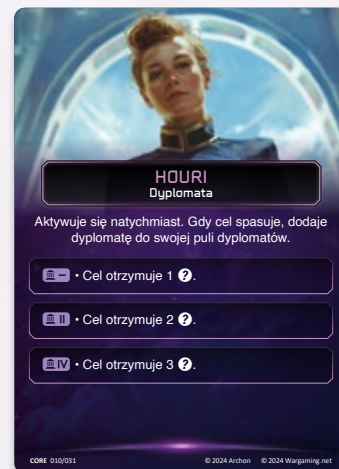 HOURI
Dyplomata
Aktywuje się natychmiast. Gdy cel spasuje, dodaje
dyplomatę do swojej puli dyplomatów.
– • Cel otrzymuje 1 ?.
II • Cel otrzymuje 2 ?.
IV • Cel otrzymuje 3 ?.
CORE 010/031 © 2024 Archon © 2024 Wargaming.net